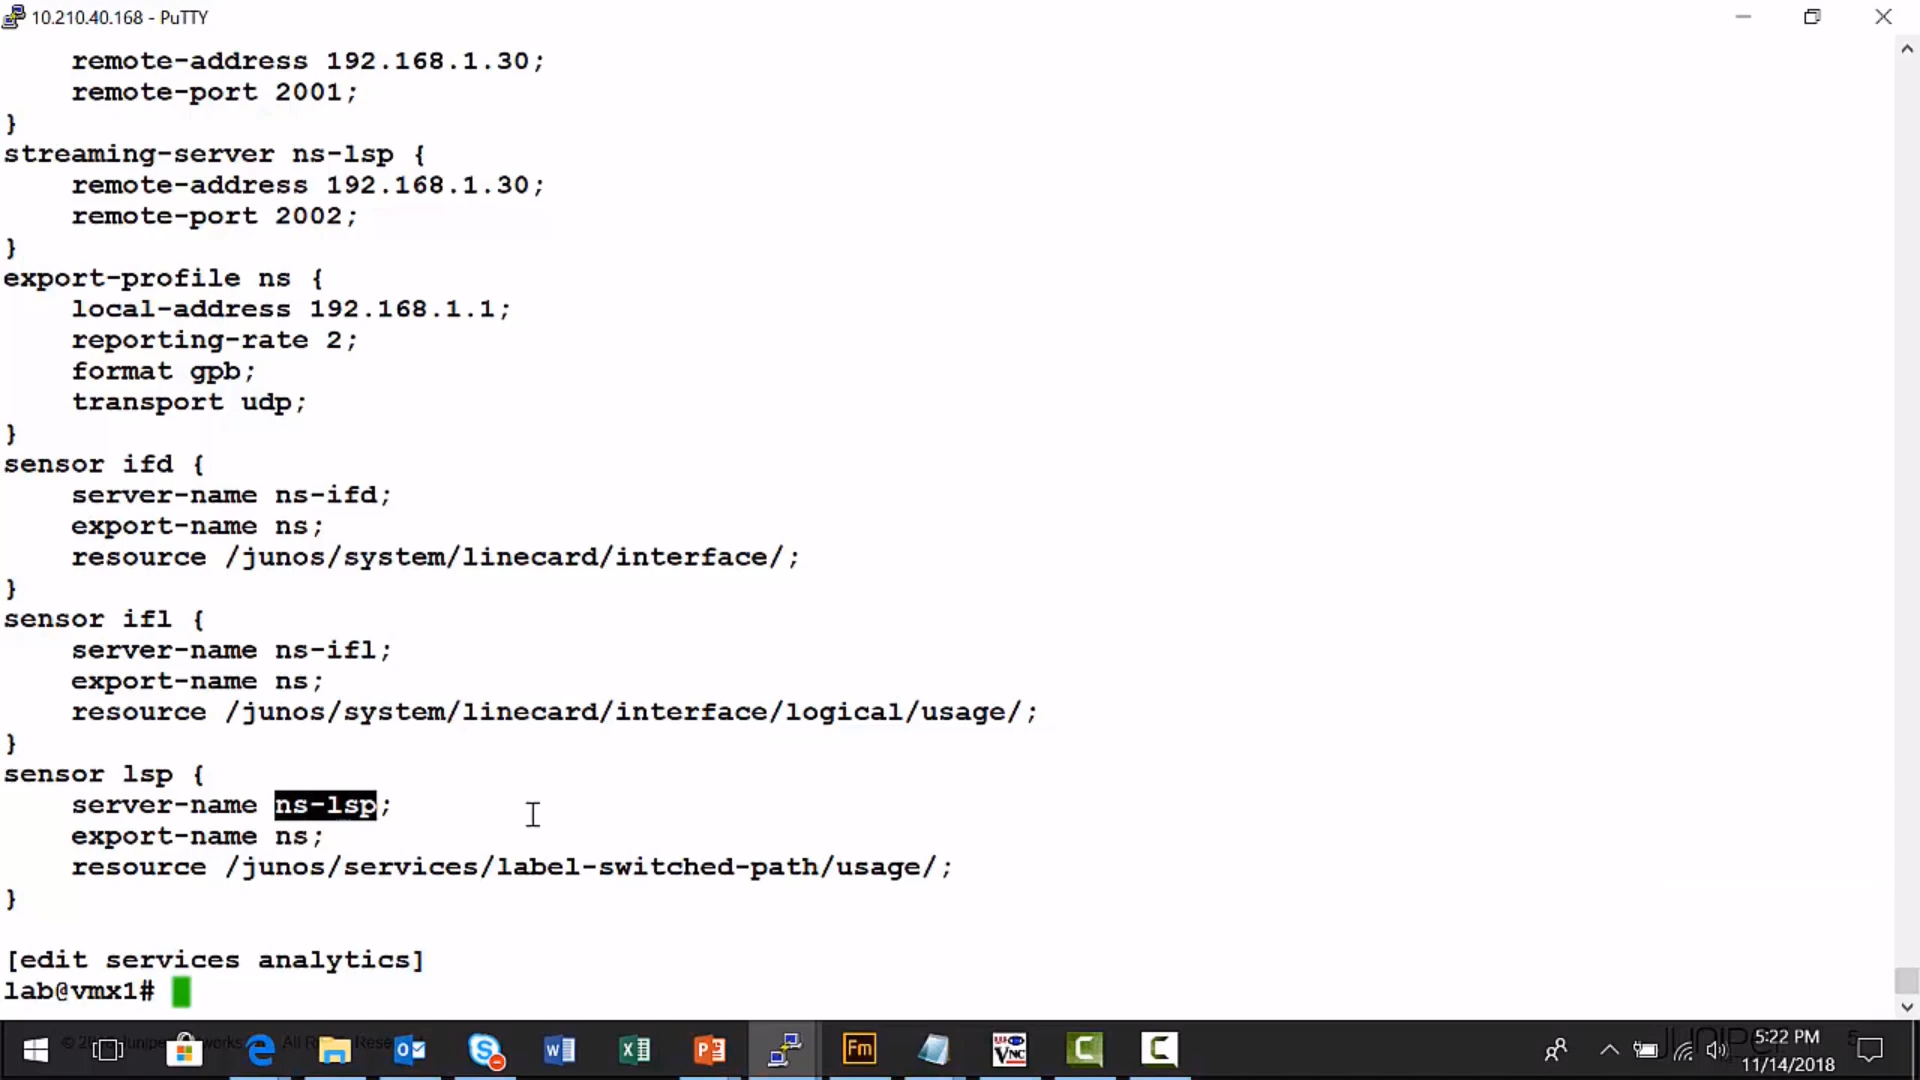 10.210.40.168 - PuTTY
remote-address 192.168.1.30;
remote-port 2001;
}
streaming-server ns-lsp {
remote-address 192.168.1.30;
remote-port 2002;
}
export-profile ns {
local-address 192.168.1.1;
reporting-rate 2;
format gpb;
transport udp;
}
sensor ifd {
server-name ns-ifd;
export-name ns;
resource /junos/system/linecard/interface/;
}
sensor ifl {
server-name ns-ifl;
export-name ns;
resource /junos/system/linecard/interface/logical/usage/;
}
sensor lsp {
server-name ns-lsp;
export-name ns;
resource /junos/services/label-switched-path/usage/;
}
[edit services analytics]
lab@vmx1#
5:22 PM
11/14/2018